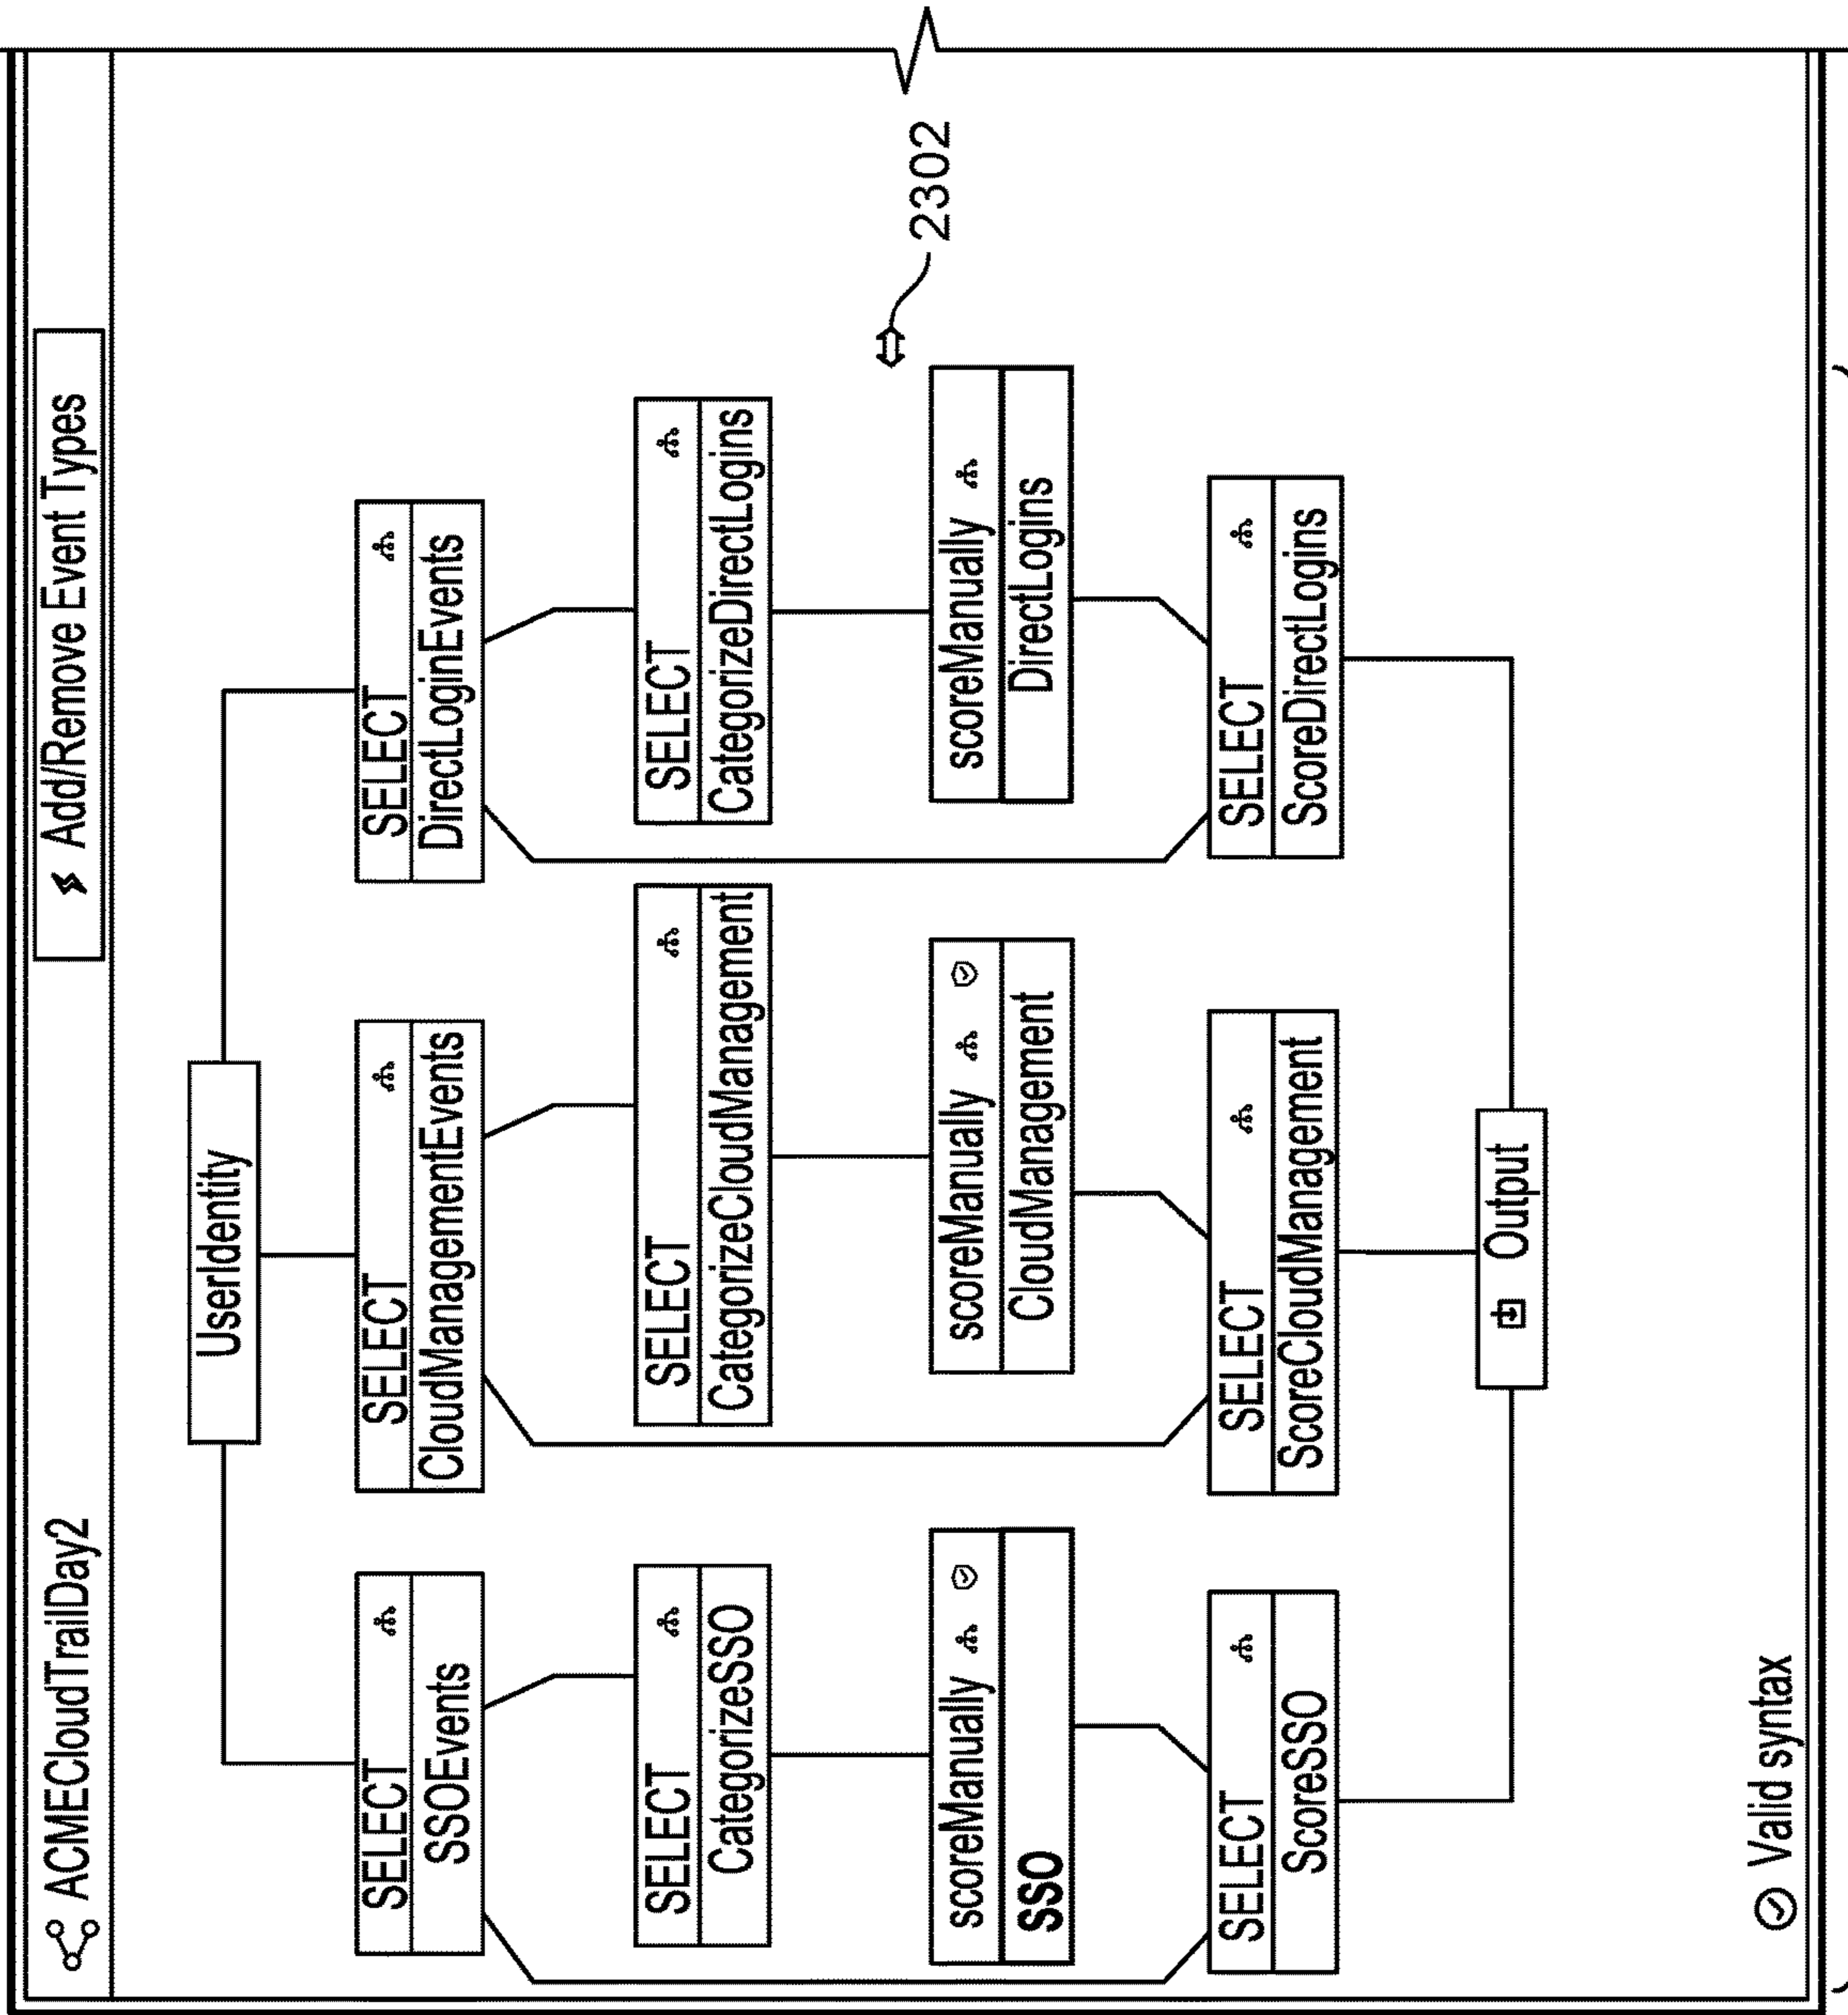 ACMECloudTrailDay2
Add/Remove Event Types
UserIdentity
SELECT
SSOEvents
SELECT
CloudManagementEvents
SELECT
DirectLoginEvents
SELECT
CategorizeSSO
SELECT
CategorizeCloudManagement
SELECT
CategorizeDirectLogins
scoreManually
SSO
scoreManually
CloudManagement
scoreManually
DirectLogins
2302
SELECT
ScoreSSO
SELECT
ScoreCloudManagement
SELECT
ScoreDirectLogins
Output
Valid syntax